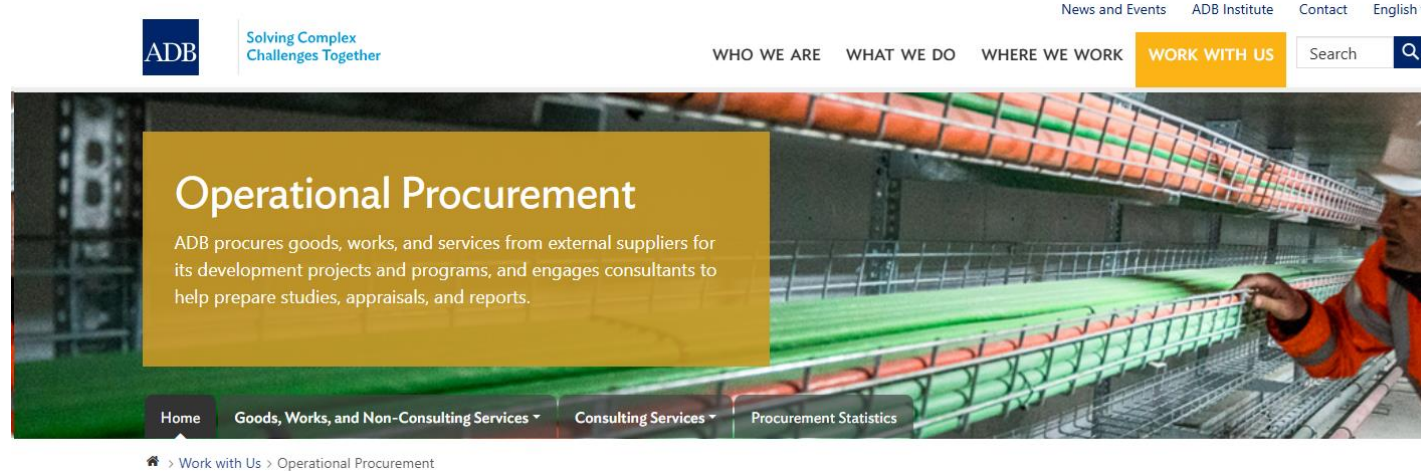 News and Events ADB Institute Contact English
ADB
Solving Complex
Challenges Together
WHO WE ARE WHAT WE DO WHERE WE WORK WORK WITH US Search
Operational Procurement
ADB procures goods, works, and services from external suppliers for
its development projects and programs, and engages consultants to
help prepare studies, appraisals, and reports.
Home Goods, Works, and Non-Consulting Services Consulting Services Procurement Statistics
> Work with Us > Operational Procurement